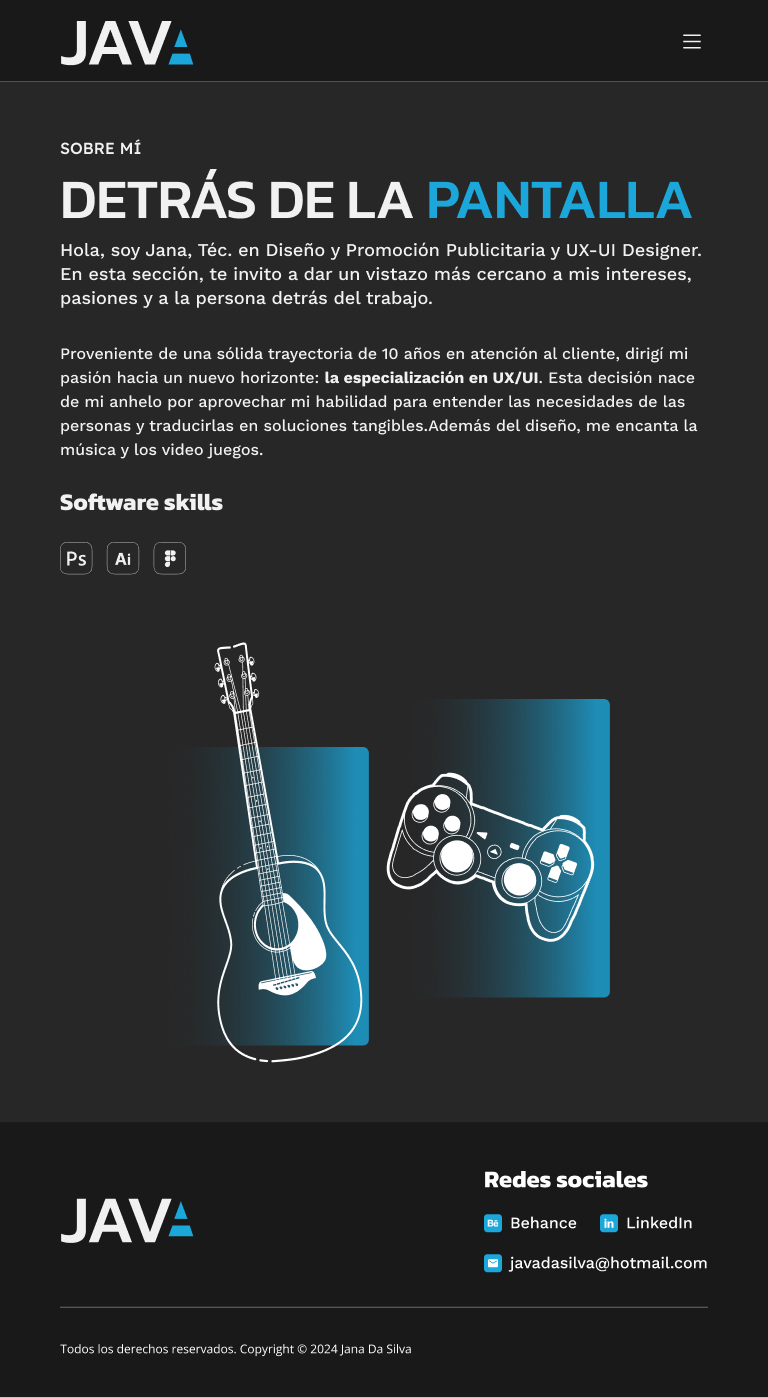 JAVA
SOBRE MÍ
DETRÁS DE LA PANTALLA
Hola, soy Jana, Téc. en Diseño y Promoción Publicitaria y UX-UI Designer.
En esta sección, te invito a dar un vistazo más cercano a mis intereses,
pasiones y a la persona detrás del trabajo.
Proveniente de una sólida trayectoria de 10 años en atención al cliente, dirigí mi
pasión hacia un nuevo horizonte: la especialización en UX/UI. Esta decisión nace
de mi anhelo por aprovechar mi habilidad para entender las necesidades de las
personas y traducirlas en soluciones tangibles.Además del diseño, me encanta la
música y los video juegos.
Software skills
Ps Ai
JAVA
Redes sociales
Bē Behance in LinkedIn
javadasilva@hotmail.com
Todos los derechos reservados. Copyright © 2024 Jana Da Silva